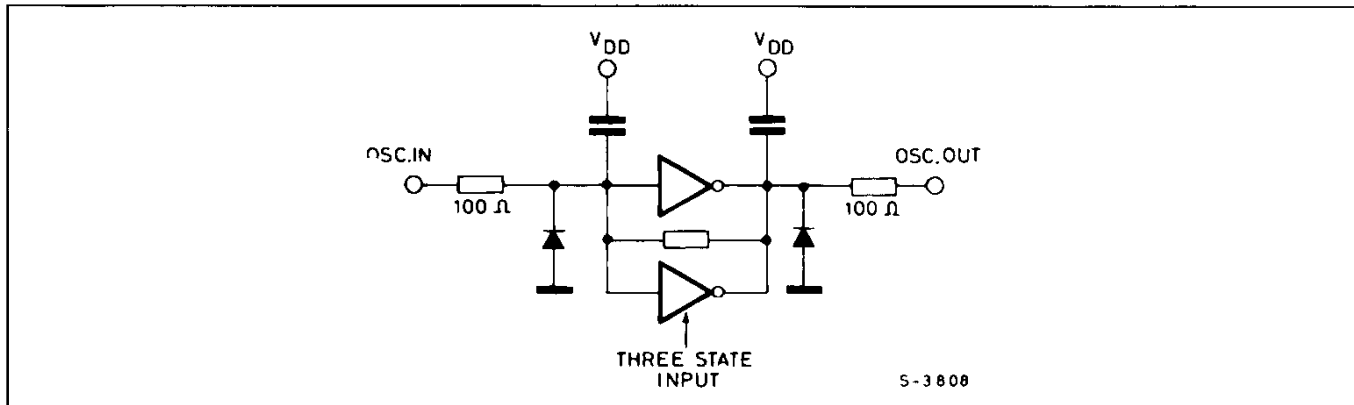 VDD VDD
OSC.IN OSC.OUT
100 Ω 100 Ω
THREE STATE
INPUT
S-3808